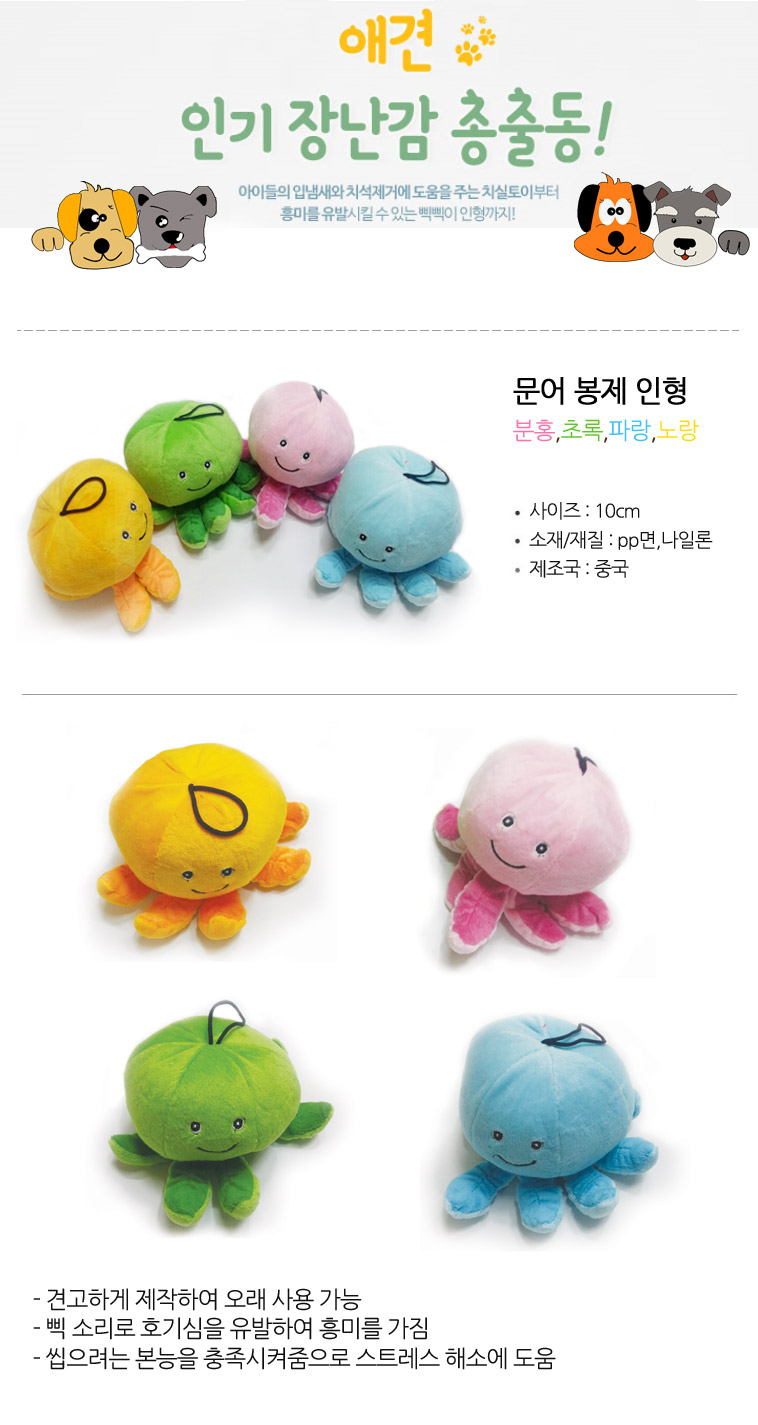 애견
인기 장난감 총출동!
아이들의 입냄새와 치석제거에 도움을 주는 치실토이부터
흥미를 유발시킬 수 있는 삑삑이 인형까지!
문어 봉제 인형
분홍,초록,파랑,노랑
• 사이즈 : 10cm
• 소재/재질 : pp면,나일론
• 제조국 : 중국
- 견고하게 제작하여 오래 사용 가능
- 삑 소리로 호기심을 유발하여 흥미를 가짐
- 씹으려는 본능을 충족시켜줌으로 스트레스 해소에 도움